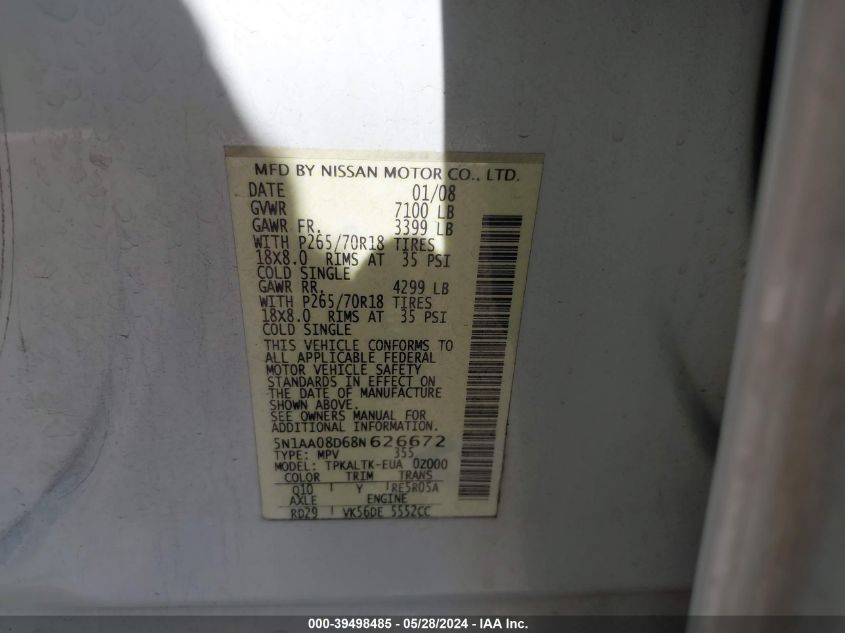 MFD BY NISSAN MOTOR CO., LTD.
DATE 01/08
GVWR 7100 LB
GAWR FR. 3399 LB
WITH P265/70R18 TIRES
18X8.0 RIMS AT 35 PSI
COLD SINGLE
GAWR RR. 4299 LB
WITH P265/70R18 TIRES
18X8.0 RIMS AT 35 PSI
COLD SINGLE
THIS VEHICLE CONFORMS TO
ALL APPLICABLE FEDERAL
MOTOR VEHICLE SAFETY
STANDARDS IN EFFECT ON
THE DATE OF MANUFACTURE
SHOWN ABOVE.
SEE OWNERS MANUAL FOR
ADDITIONAL INFORMATION.
5N1AA08D68N626672
TYPE: MPV 355
MODEL: TPKALTK-EUA 0Z000
COLOR TRIM TRANS
Q10 Y RE5R05A
AXLE ENGINE
RD29 VK56DE 5552CC
000-39498485 - 05/28/2024 - IAA Inc.